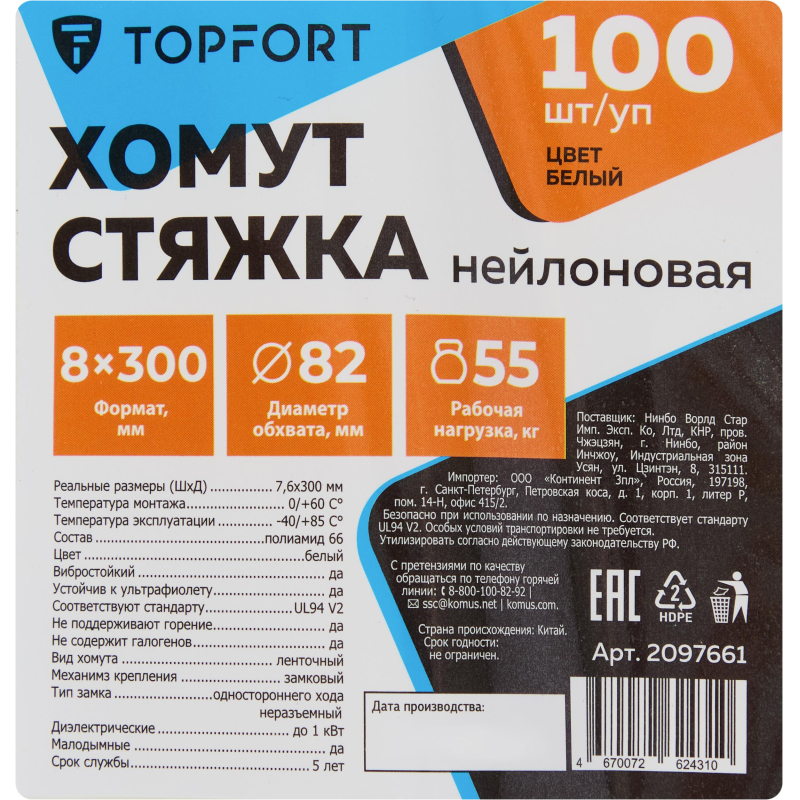 TOPFORT
100
шт/уп
ЦВЕТ
БЕЛЫЙ
ХОМУТ
СТЯЖКА нейлоновая
8×300
Формат,
мм
82
Диаметр
обхвата, мм
55
Рабочая
нагрузка, кг
Реальные размеры (ШхД) 7,6х300 мм
Температура монтажа 0/+60 С°
Температура эксплуатации -40/+85 С°
Состав полиамид 66
Цвет белый
Вибростойкий да
Устойчив к ультрафиолету да
Соответствуют стандарту UL94 V2
Не поддерживают горение да
Не содержит галогенов да
Вид хомута ленточный
Механизм крепления замковый
Тип замка одностороннего хода
неразъемный
Диэлектрические до 1 кВт
Малодымные да
Срок службы 5 лет
Поставщик: Нинбо Ворлд Стар
Имп. Эксп. Ко, Лтд, КНР, пров.
Чжэцзян, г. Нинбо, район
Инчжоу, Индустриальная зона
Усян, ул. Цзинтэн, 8, 315111.
Импортер: ООО «Континент Зпл», Россия, 197198,
г. Санкт-Петербург, Петровская коса, д. 1, корп. 1, литер Р,
пом. 14-Н, офис 415/2.
Безопасно при использовании по назначению. Соответствует стандарту
UL94 V2. Особых условий транспортировки не требуется.
Утилизировать согласно действующему законодательству РФ.
С претензиями по качеству
обращаться по телефону горячей
линии: 8-800-100-82-92 |
ssc@komus.net | komus.com.
Страна происхождения: Китай.
Срок годности:
не ограничен.
EAC
2
HDPE
Арт. 2097661
Дата производства:
4 670072 624310